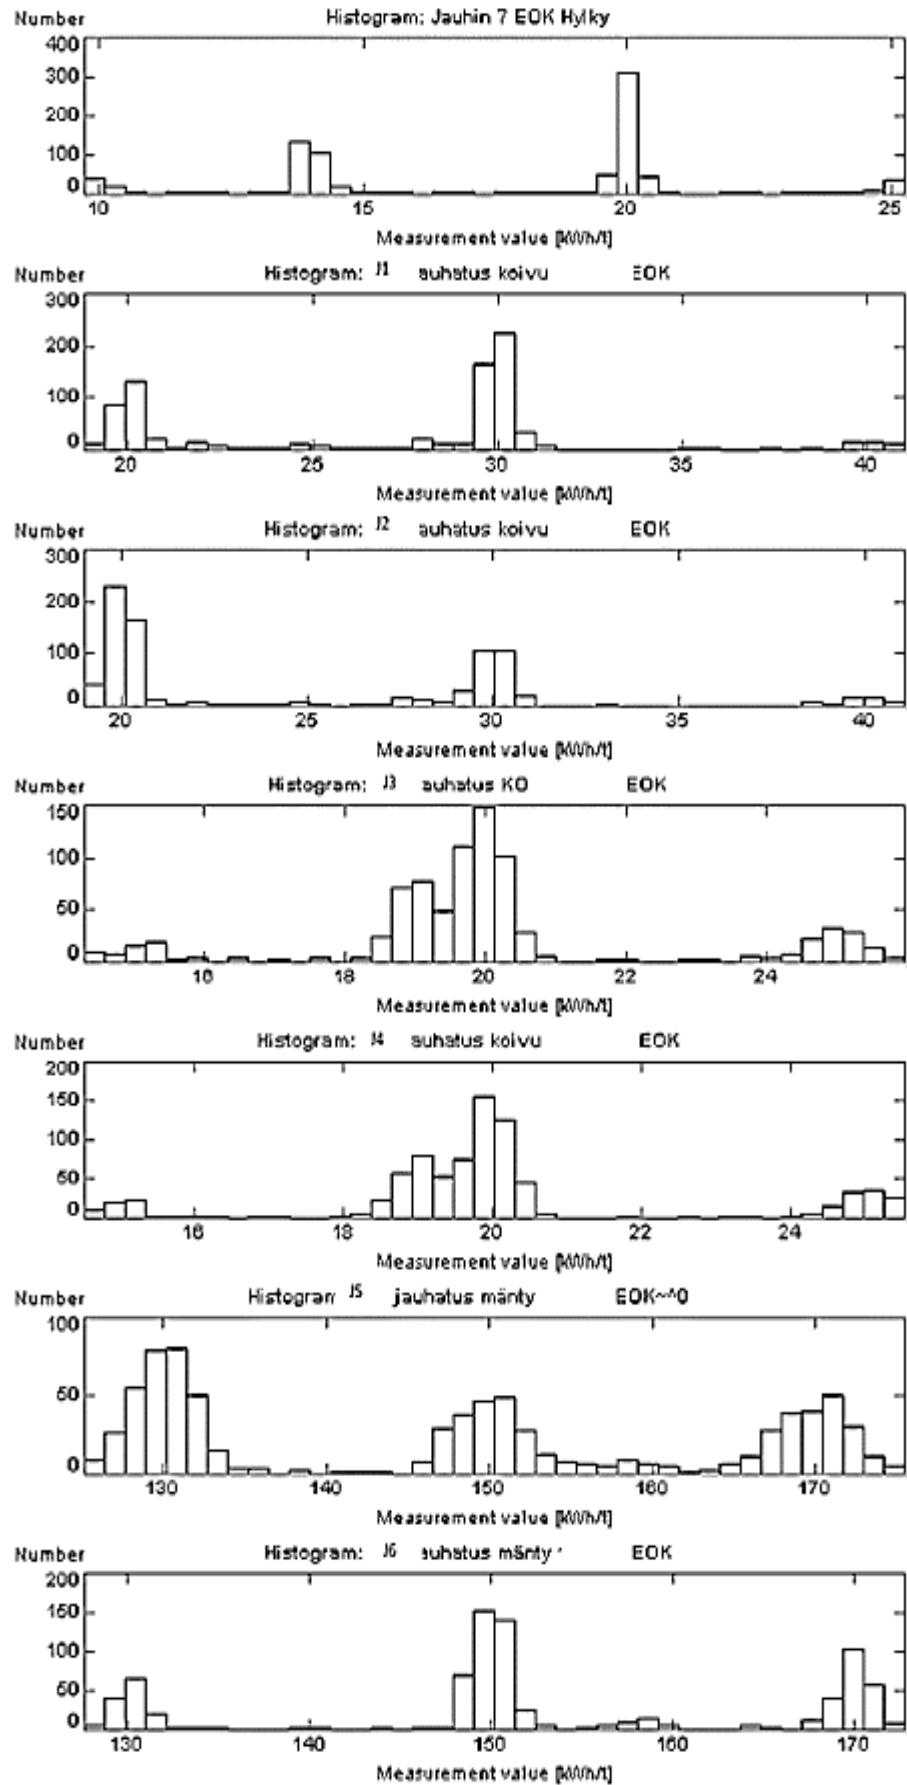 Number Histogram: Jauhin 7 EOK Hylky
400
300
200
100
0
10 15 20 25
Measurement value [kWh/t]
Number Histogram: J1 auhatus koivu EOK
300
200
100
0
20 25 30 35 40
Measurement value [kWh/t]
Number Histogram: J2 auhatus koivu EOK
300
200
100
0
20 25 30 35 40
Measurement value [kWh/t]
Number Histogram: J3 auhatus KO EOK
150
100
50
0
16 18 20 22 24
Measurement value [kWh/t]
Number Histogram: J4 auhatus koivu EOK
200
150
100
50
0
16 18 20 22 24
Measurement value [kWh/t]
Number Histogram J5 jauhatus mänty EOK~^0
100
50
0
130 140 150 160 170
Measurement value [kWh/t]
Number Histogram: J6 auhatus mänty EOK
200
150
100
50
0
130 140 150 160 170
Measurement value [kWh/t]